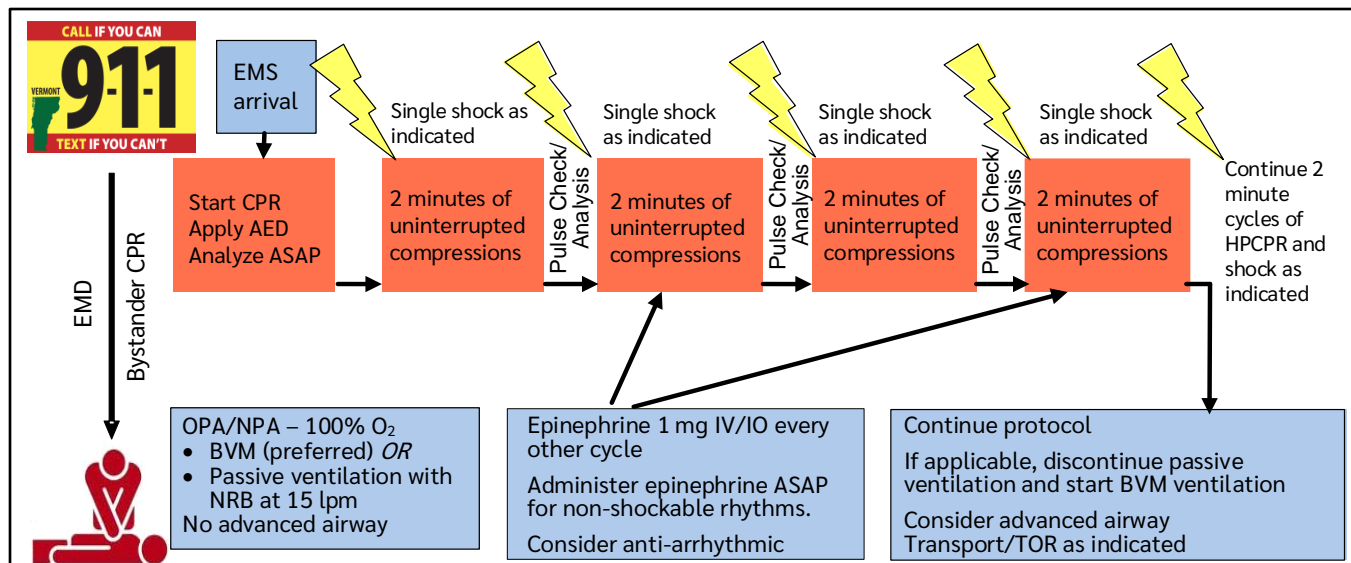 CALL IF YOU CAN
VERMONT
9-1-1
TEXT IF YOU CAN'T
EMS
arrival
Single shock as
indicated
Single shock
as indicated
Single shock
as indicated
Single shock
as indicated
Start CPR
Apply AED
Analyze ASAP
2 minutes of
uninterrupted
compressions
Pulse Check/
Analysis
2 minutes of
uninterrupted
compressions
Pulse Check/
Analysis
2 minutes of
uninterrupted
compressions
Pulse Check/
Analysis
2 minutes of
uninterrupted
compressions
Continue 2
minute
cycles of
HPCPR and
shock as
indicated
EMD
Bystander CPR
OPA/NPA – 100% O₂
• BVM (preferred) OR
• Passive ventilation with
NRB at 15 lpm
No advanced airway
Epinephrine 1 mg IV/IO every
other cycle
Administer epinephrine ASAP
for non-shockable rhythms.
Consider anti-arrhythmic
Continue protocol
If applicable, discontinue passive
ventilation and start BVM ventilation
Consider advanced airway
Transport/TOR as indicated